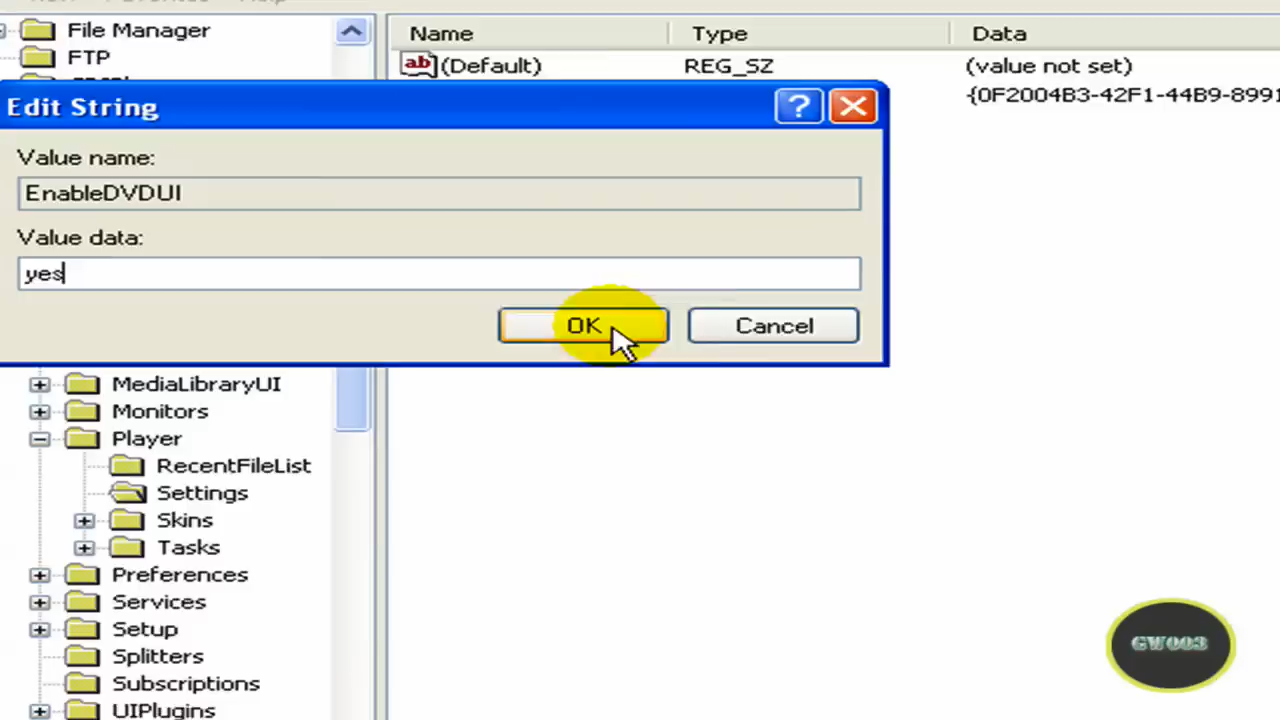 File Manager
FTP
Name Type Data
(Default) REG_SZ (value not set)
{0F2004B3-42F1-44B9-8991
Edit String
Value name:
EnableDVDUI
Value data:
yes
OK Cancel
MediaLibraryUI
Monitors
Player
RecentFileList
Settings
Skins
Tasks
Preferences
Services
Setup
Splitters
Subscriptions
UIPlugins
GW003